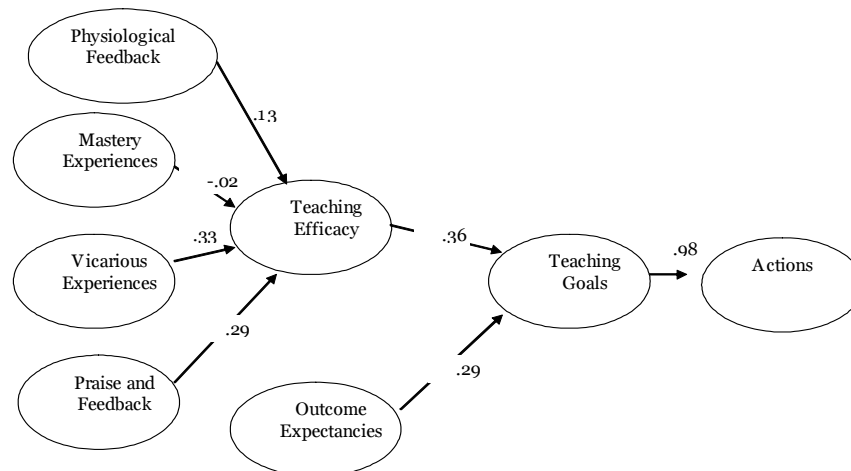 Physiological
Feedback
.13
Mastery
Experiences
-.02
Teaching
Efficacy
.33
.36
Vicarious
Experiences
Teaching
Goals
.98
Actions
.29
Praise and
Feedback
.29
Outcome
Expectancies